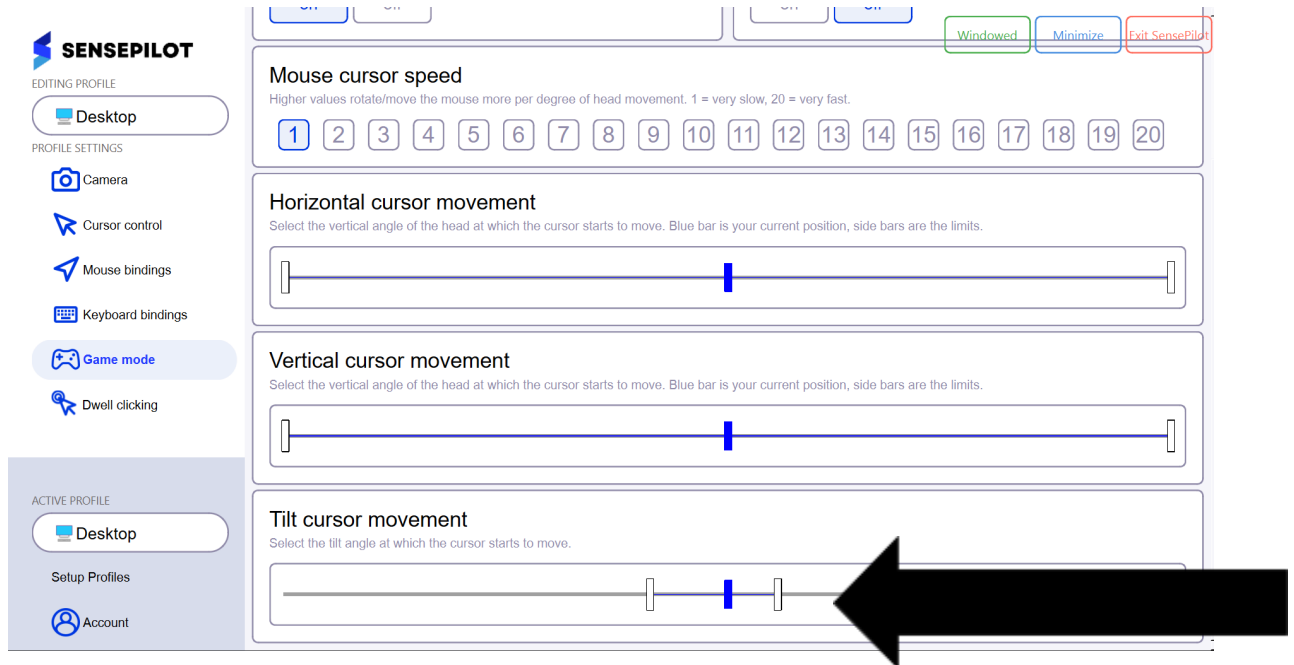 On Off On Off
Windowed Minimize Exit SensePilot
SENSEPILOT
EDITING PROFILE
Desktop
PROFILE SETTINGS
Camera
Cursor control
Mouse bindings
Keyboard bindings
Game mode
Dwell clicking
ACTIVE PROFILE
Desktop
Setup Profiles
Account
Mouse cursor speed
Higher values rotate/move the mouse more per degree of head movement. 1 = very slow, 20 = very fast.
1 2 3 4 5 6 7 8 9 10 11 12 13 14 15 16 17 18 19 20
Horizontal cursor movement
Select the vertical angle of the head at which the cursor starts to move. Blue bar is your current position, side bars are the limits.
Vertical cursor movement
Select the vertical angle of the head at which the cursor starts to move. Blue bar is your current position, side bars are the limits.
Tilt cursor movement
Select the tilt angle at which the cursor starts to move.